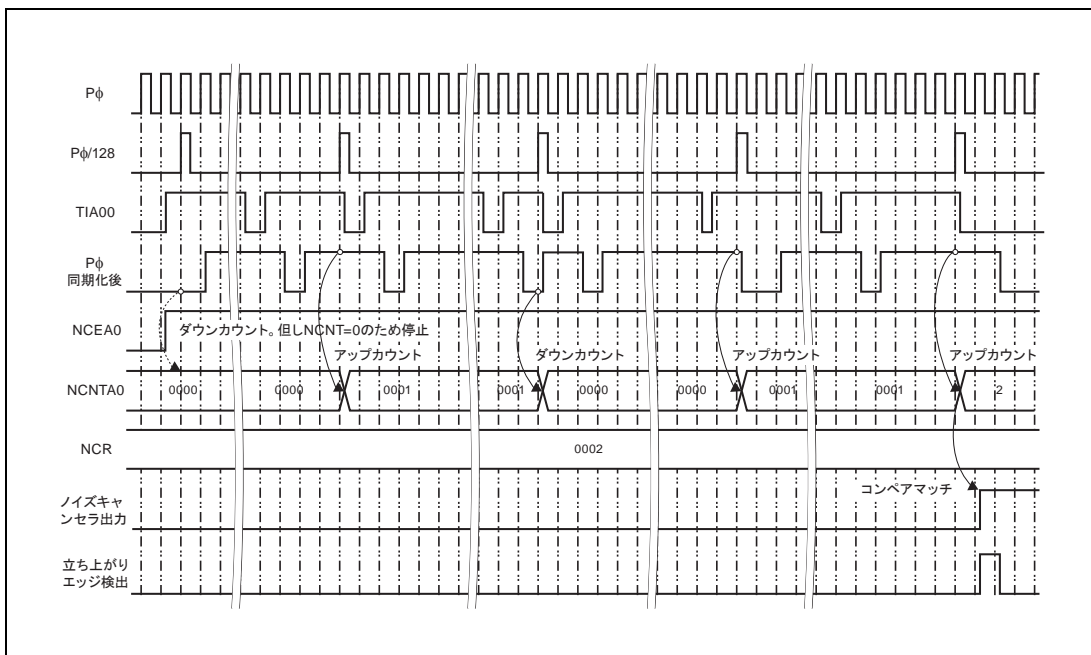 Pφ
Pφ/128
TIA00
Pφ
同期化後
NCEA0
ダウンカウント。但しNCNT=0のため停止
アップカウント
ダウンカウント
アップカウント
アップカウント
NCNTA0
0000
0000
0001
0001
0000
0000
0001
0001
2
NCR
0002
コンペアマッチ
ノイズキャ
ンセラ出力
立ち上がり
エッジ検出